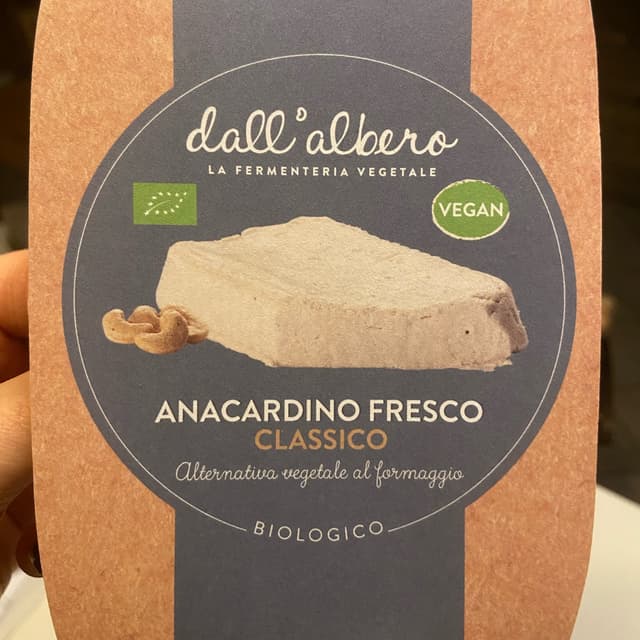 dall'albero
LA FERMENTERIA VEGETALE
VEGAN
ANACARDINO FRESCO
CLASSICO
Alternativa vegetale al formaggio
BIOLOGICO